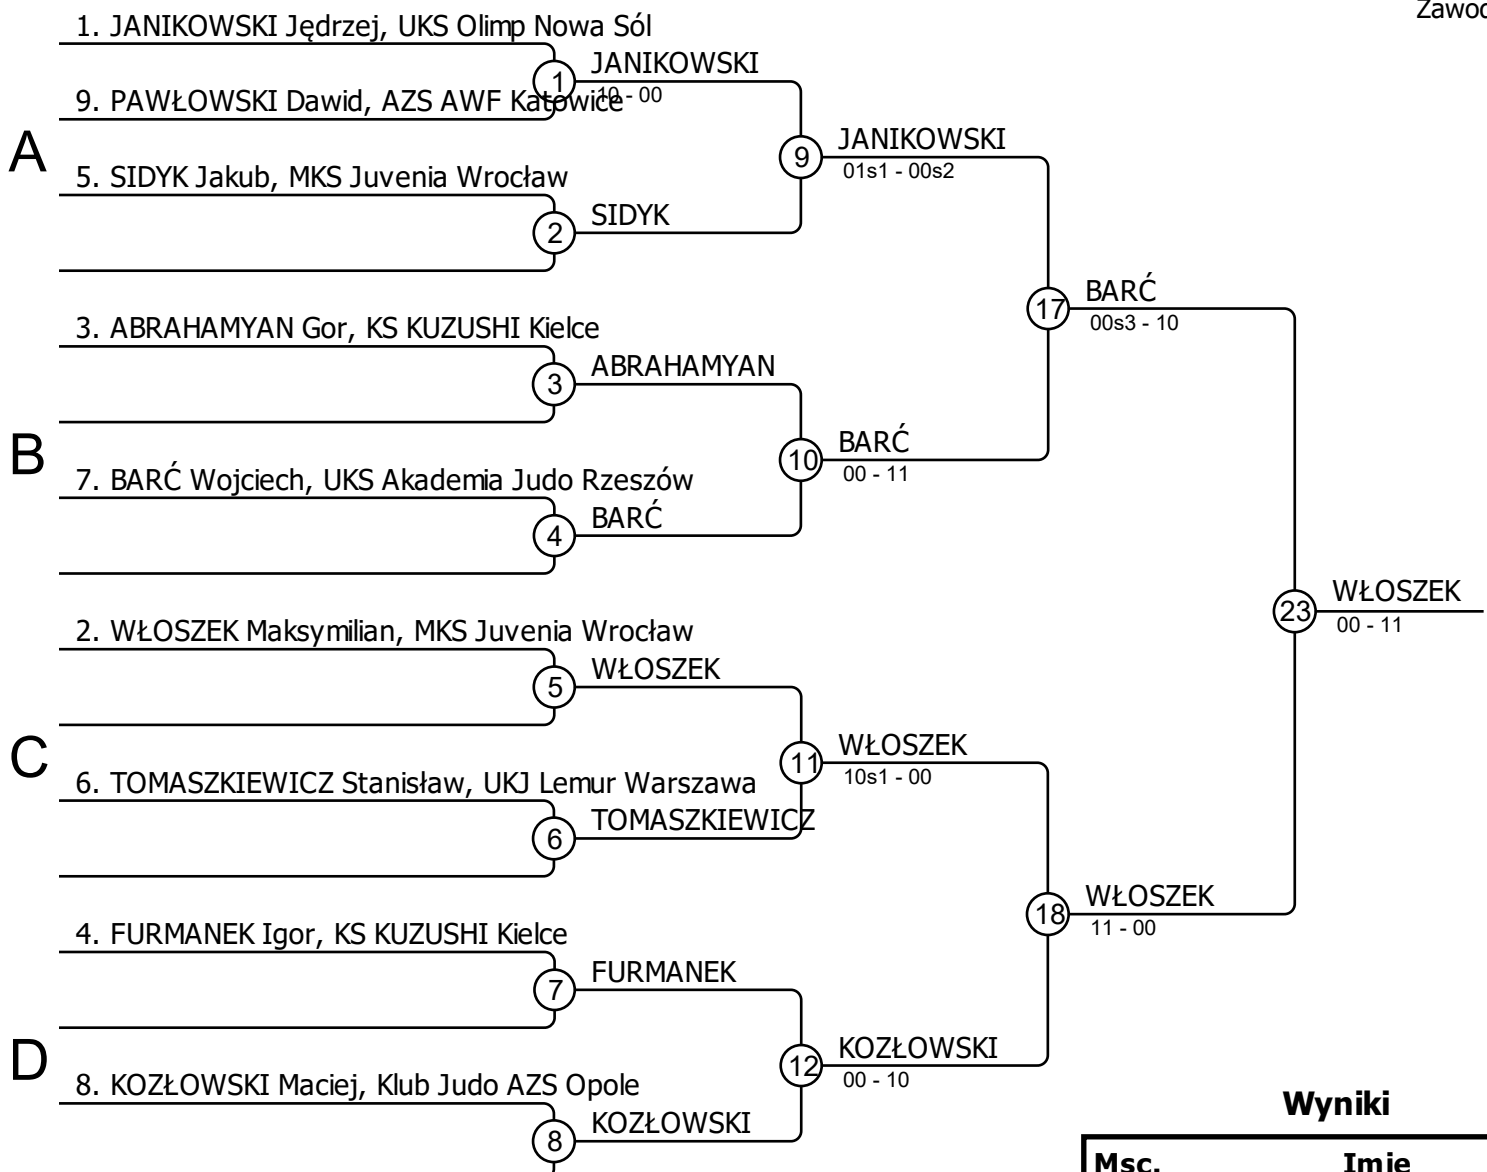 Zawod
1. JANIKOWSKI Jędrzej, UKS Olimp Nowa Sól
1
JANIKOWSKI
10 - 00
9. PAWŁOWSKI Dawid, AZS AWF Katowice
A
9
JANIKOWSKI
01s1 - 00s2
5. SIDYK Jakub, MKS Juvenia Wrocław
2
SIDYK
17
BARĆ
00s3 - 10
3. ABRAHAMYAN Gor, KS KUZUSHI Kielce
3
ABRAHAMYAN
B
10
BARĆ
00 - 11
7. BARĆ Wojciech, UKS Akademia Judo Rzeszów
4
BARĆ
23
WŁOSZEK
00 - 11
2. WŁOSZEK Maksymilian, MKS Juvenia Wrocław
5
WŁOSZEK
C
11
WŁOSZEK
10s1 - 00
6. TOMASZKIEWICZ Stanisław, UKJ Lemur Warszawa
6
TOMASZKIEWICZ
18
WŁOSZEK
11 - 00
4. FURMANEK Igor, KS KUZUSHI Kielce
7
FURMANEK
D
12
KOZŁOWSKI
00 - 10
8. KOZŁOWSKI Maciej, Klub Judo AZS Opole
8
KOZŁOWSKI
Wyniki
Msc. Imię